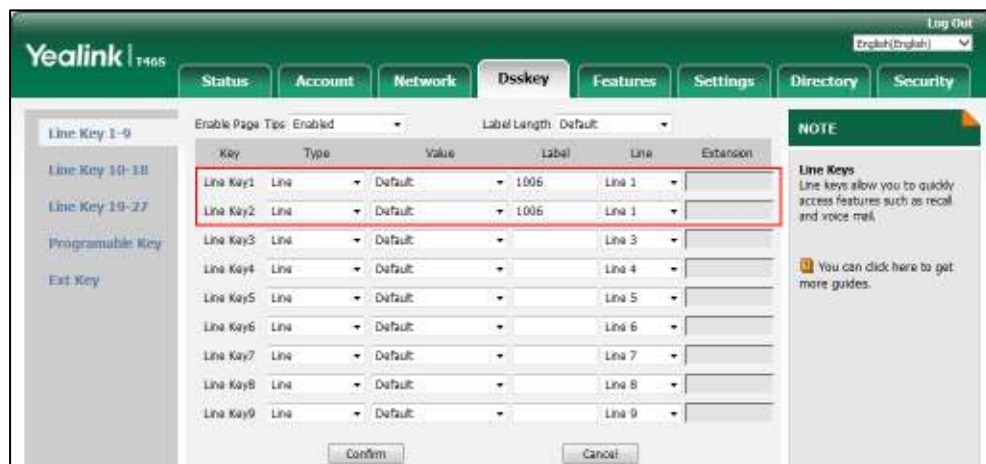 Log Out
Yealink T46S
English(English)
Status Account Network Dsskey Features Settings Directory Security
Line Key 1-9
Line Key 10-18
Line Key 19-27
Programable Key
Ext Key
Enable Page Tips Enabled Label Length Default
Key Type Value Label Line Extension
Line Key1 Line Default 1006 Line 1
Line Key2 Line Default 1006 Line 1
Line Key3 Line Default Line 3
Line Key4 Line Default Line 4
Line Key5 Line Default Line 5
Line Key6 Line Default Line 6
Line Key7 Line Default Line 7
Line Key8 Line Default Line 8
Line Key9 Line Default Line 9
Confirm Cancel
NOTE
Line Keys
Line keys allow you to quickly
access features such as recall
and voice mail.
You can click here to get
more guides.